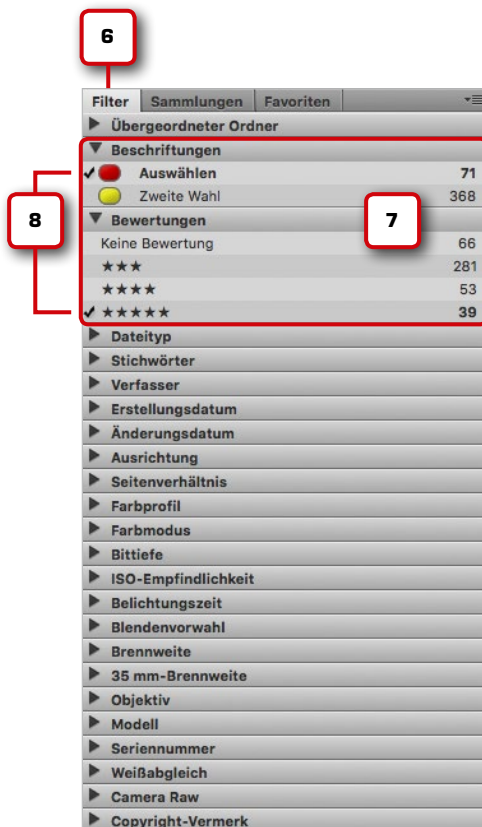 6
Filter Sammlungen Favoriten
Übergeordneter Ordner
Beschriftungen
Auswählen 71
Zweite Wahl 368
8
7
Bewertungen
Keine Bewertung 66
★★★ 281
★★★★ 53
★★★★★ 39
Dateityp
Stichwörter
Verfasser
Erstellungsdatum
Änderungsdatum
Ausrichtung
Seitenverhältnis
Farbprofil
Farbmodus
Bittiefe
ISO-Empfindlichkeit
Belichtungszeit
Blendenvorwahl
Brennweite
35 mm-Brennweite
Objektiv
Modell
Seriennummer
Weißabgleich
Camera Raw
Copyright-Vermerk